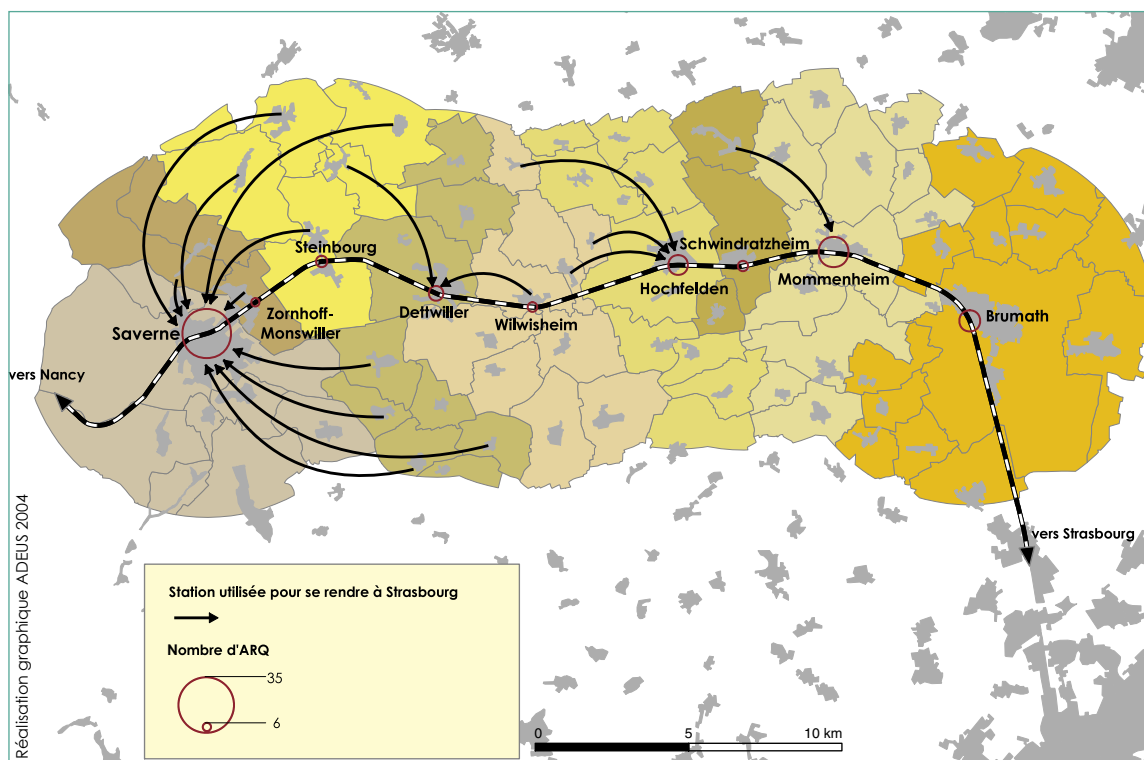 Steinbourg
Schwindratzheim
Mommenheim
Zornhoff-
Monswiller
Saverne
Dettwiller
Wilwisheim
Hochfelden
Brumath
vers Nancy
vers Strasbourg
Station utilisée pour se rendre à Strasbourg
Nombre d'ARQ
35
6
0 5 10 km
Réalisation graphique ADEUS 2004